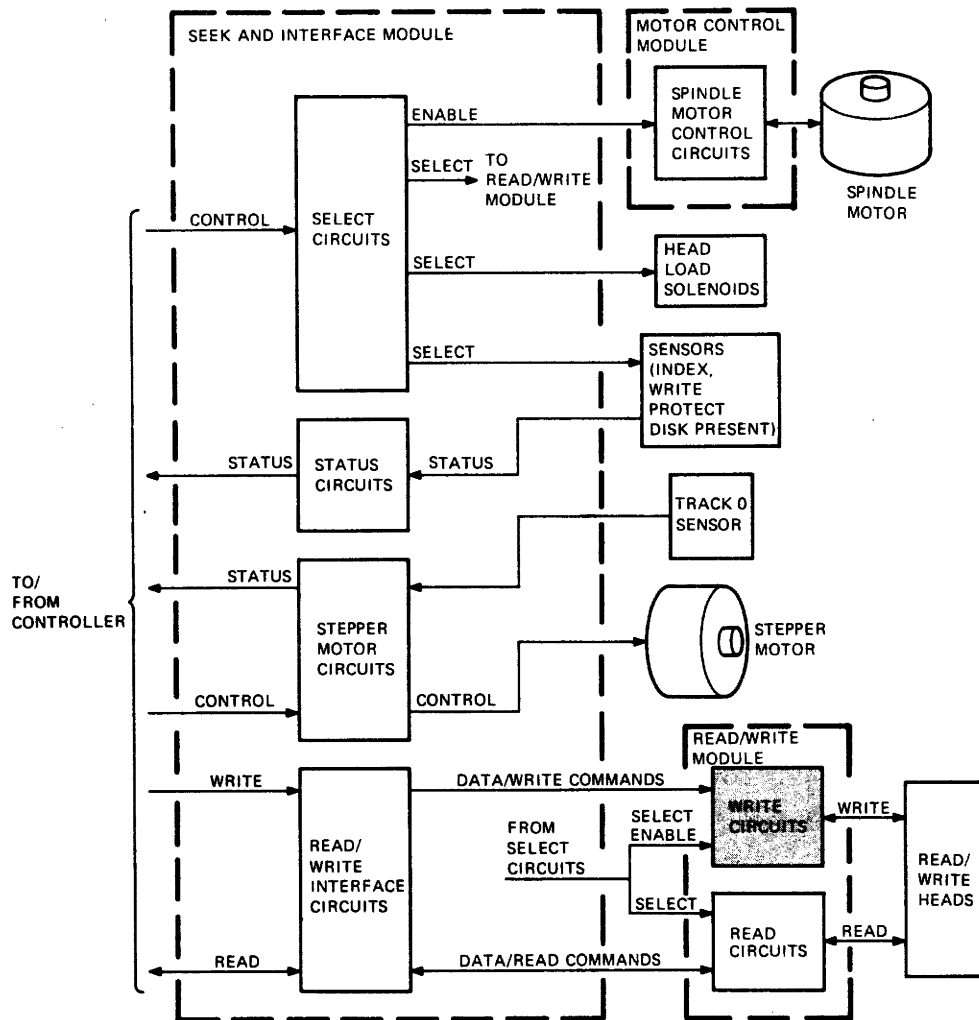 SEEK AND INTERFACE MODULE
MOTOR CONTROL
MODULE
ENABLE
SPINDLE
MOTOR
CONTROL
CIRCUITS
SPINDLE
MOTOR
SELECT
TO
READ/WRITE
MODULE
CONTROL
SELECT
CIRCUITS
SELECT
HEAD
LOAD
SOLENOIDS
SELECT
SENSORS
(INDEX,
WRITE
PROTECT
DISK PRESENT)
STATUS
STATUS
CIRCUITS
STATUS
TRACK 0
SENSOR
TO/
FROM
CONTROLLER
STATUS
STEPPER
MOTOR
CIRCUITS
STEPPER
MOTOR
CONTROL
CONTROL
READ/WRITE
MODULE
WRITE
DATA/WRITE COMMANDS
WRITE
CIRCUITS
WRITE
READ/
WRITE
INTERFACE
CIRCUITS
FROM
SELECT
CIRCUITS
SELECT
ENABLE
READ/
WRITE
HEADS
SELECT
READ
CIRCUITS
READ
READ
DATA/READ COMMANDS